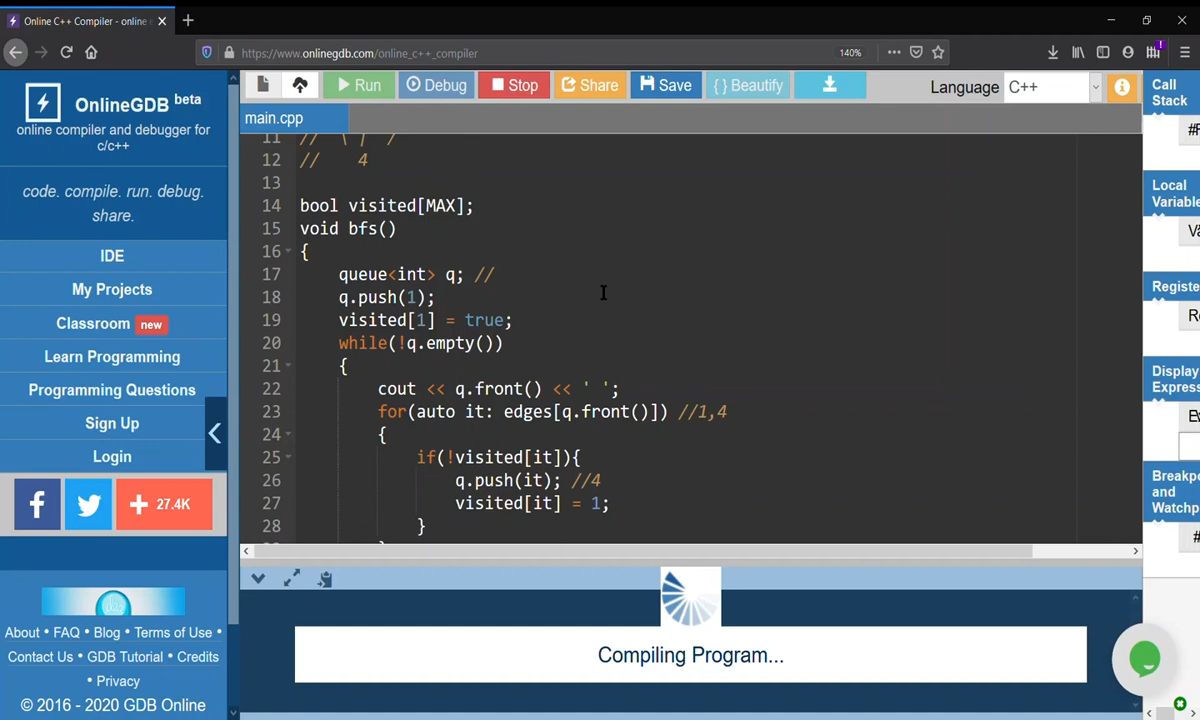 Online C++ Compiler - online
https://www.onlinegdb.com/online_c++_compiler
140%
OnlineGDB beta
online compiler and debugger for
c/c++
code. compile. run. debug.
share.
IDE
My Projects
Classroom new
Learn Programming
Programming Questions
Sign Up
Login
27.4K
About • FAQ • Blog • Terms of Use •
Contact Us • GDB Tutorial • Credits
• Privacy
© 2016 - 2020 GDB Online
Run
Debug
Stop
Share
Save
{ } Beautify
Language
C++
main.cpp
11 // \ | /
12 // 4
13
14 bool visited[MAX];
15 void bfs()
16 {
17 queue<int> q; //
18 q.push(1);
19 visited[1] = true;
20 while(!q.empty())
21 {
22 cout << q.front() << ' ';
23 for(auto it: edges[q.front()]) //1,4
24 {
25 if(!visited[it]){
26 q.push(it); //4
27 visited[it] = 1;
28 }
Compiling Program...
Call
Stack
Local
Register
Display
and